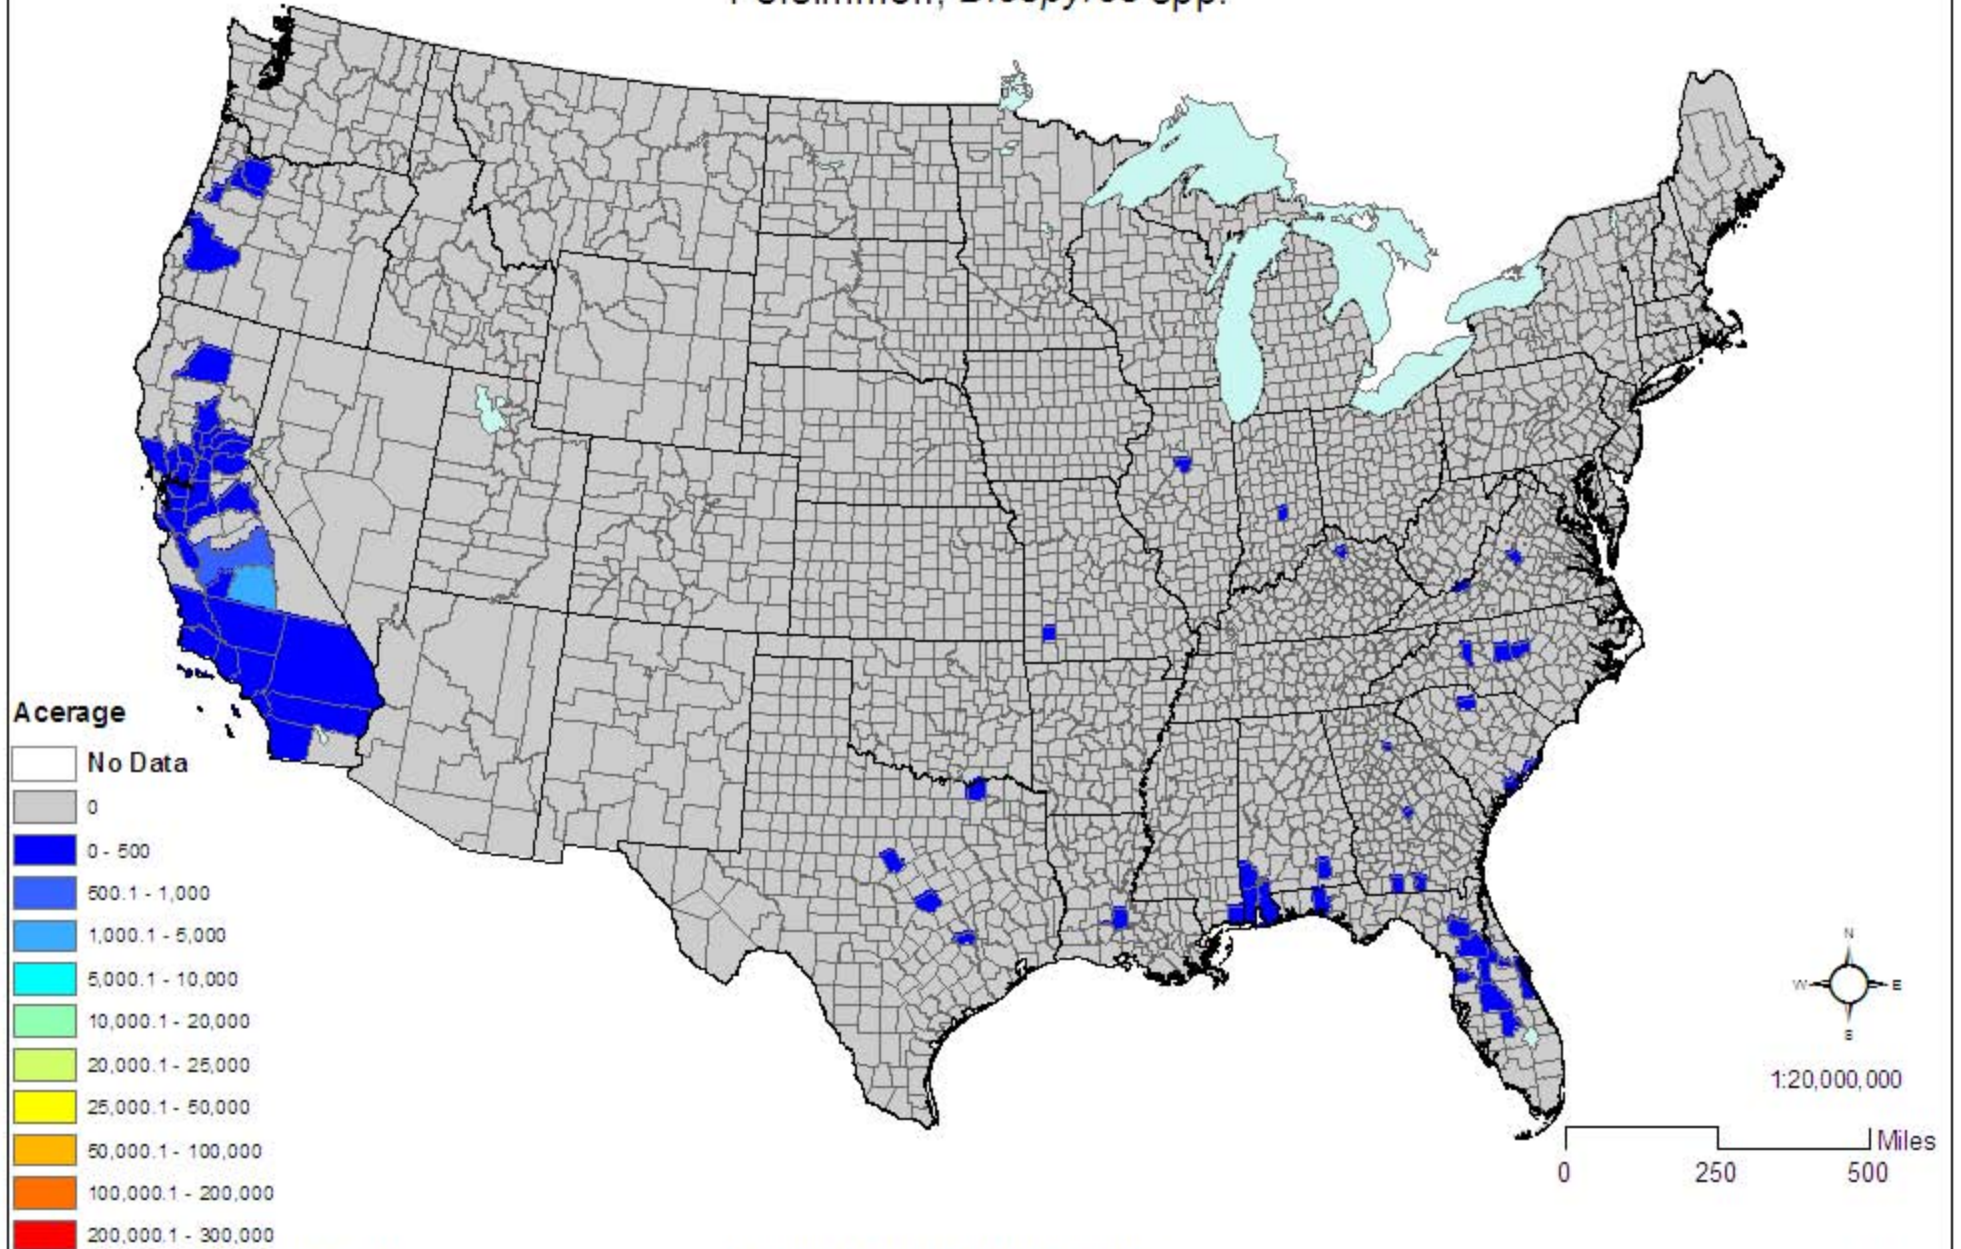 Persimmon, Diospyros spp.
Acerage
No Data
0
0 - 500
500.1 - 1,000
1,000.1 - 5,000
5,000.1 - 10,000
10,000.1 - 20,000
20,000.1 - 25,000
25,000.1 - 50,000
50,000.1 - 100,000
100,000.1 - 200,000
200,000.1 - 300,000
N
W E
S
1:20,000,000
Miles
0 250 500